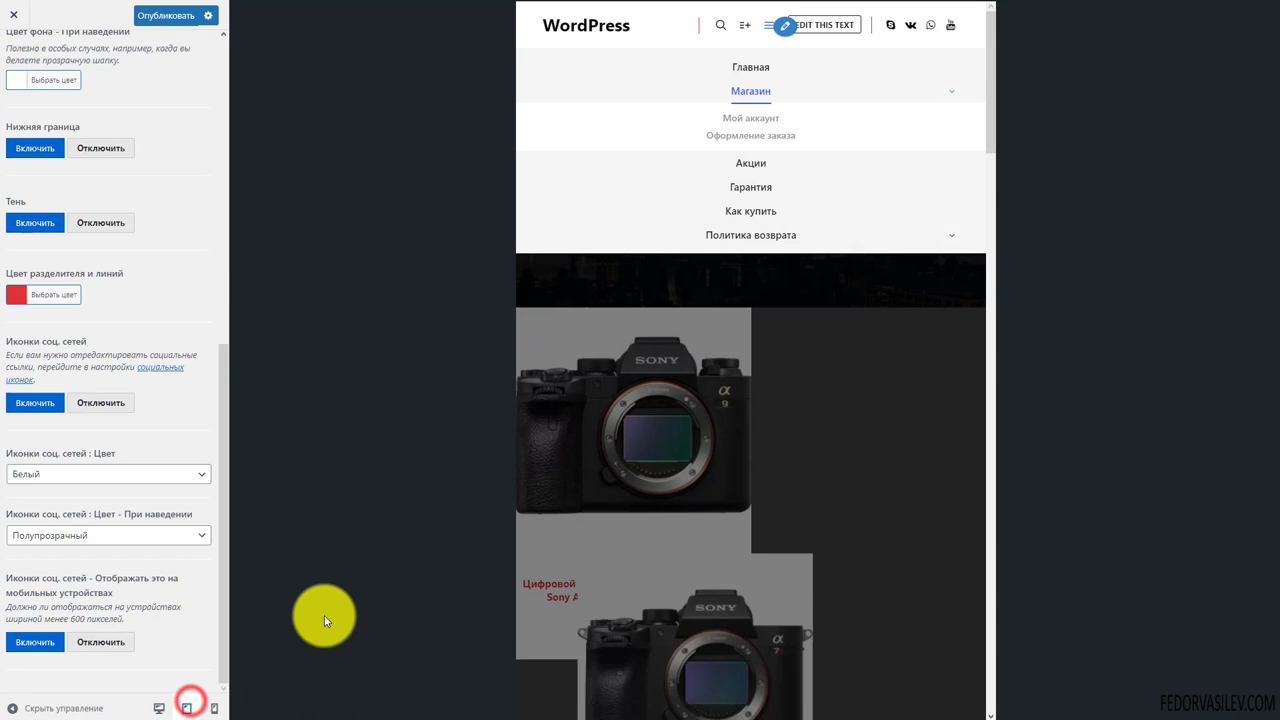 Опубликовать
Цвет фона - При наведении
Полезно в особых случаях, например, когда вы
делаете прозрачную шапку.
Выбрать цвет
Нижняя граница
Включить Отключить
Тень
Включить Отключить
Цвет разделителя и линий
Выбрать цвет
Иконки соц. сетей
Если вам нужно отредактировать социальные
ссылки, перейдите в настройки социальных
иконок.
Включить Отключить
Иконки соц. сетей : Цвет
Белый
Иконки соц. сетей : Цвет - При наведении
Полупрозрачный
Иконки соц. сетей - Отображать это на
мобильных устройствах
Должно ли отображаться на устройствах
шириной менее 600 пикселей.
Включить Отключить
Скрыть управление
WordPress
EDIT THIS TEXT
Главная
Магазин
Мой аккаунт
Оформление заказа
Акции
Гарантия
Как купить
Политика возврата
SONY
α
9
Цифровой
Sony
SONY
α
FEDORVASILEV.COM